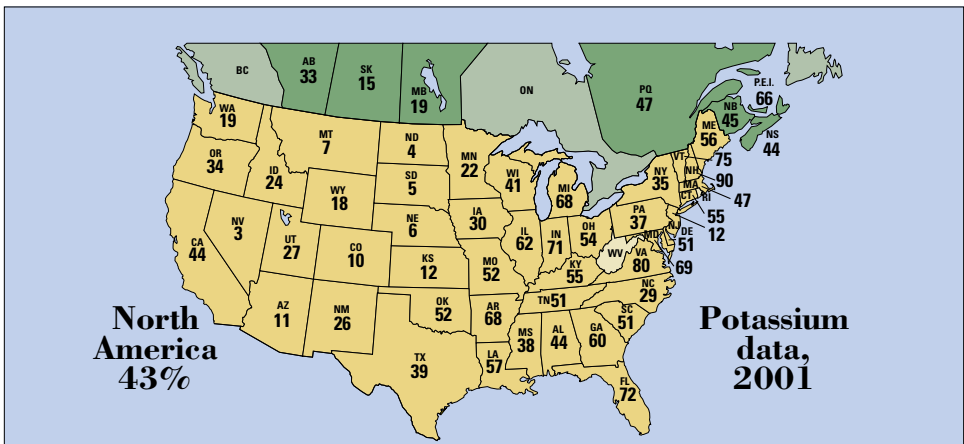 BC
AB
33
SK
15
MB
19
ON
PQ
47
P.E.I.
66
NB
45
NS
44
WA
19
MT
7
ND
4
MN
22
ME
56
VT
NH
75
90
OR
34
ID
24
WY
18
SD
5
WI
41
MI
68
NY
35
MA
CT
RI
47
55
12
NV
3
UT
27
CO
10
NE
6
IA
30
IL
62
IN
71
OH
54
PA
37
NJ
MD
DE
51
69
CA
44
KS
12
MO
52
KY
55
WV
VA
80
AZ
11
NM
26
OK
52
AR
68
TN 51
NC
29
SC
51
TX
39
LA
57
MS
38
AL
44
GA
60
FL
72
North
America
43%
Potassium
data,
2001